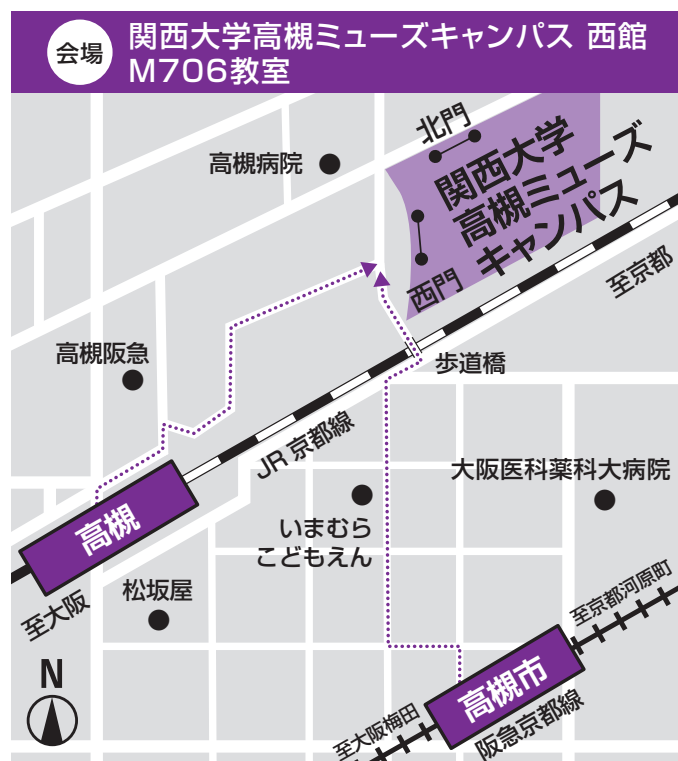 会場
関西大学高槻ミューズキャンパス 西館
M706教室
北門
関西大学
高槻ミューズ
キャンパス
高槻病院
西門
至京都
高槻阪急
歩道橋
JR京都線
大阪医科薬科大病院
高槻
いまむら
こどもえん
至大阪
松坂屋
至京都河原町
N
高槻市
阪急京都線
至大阪梅田